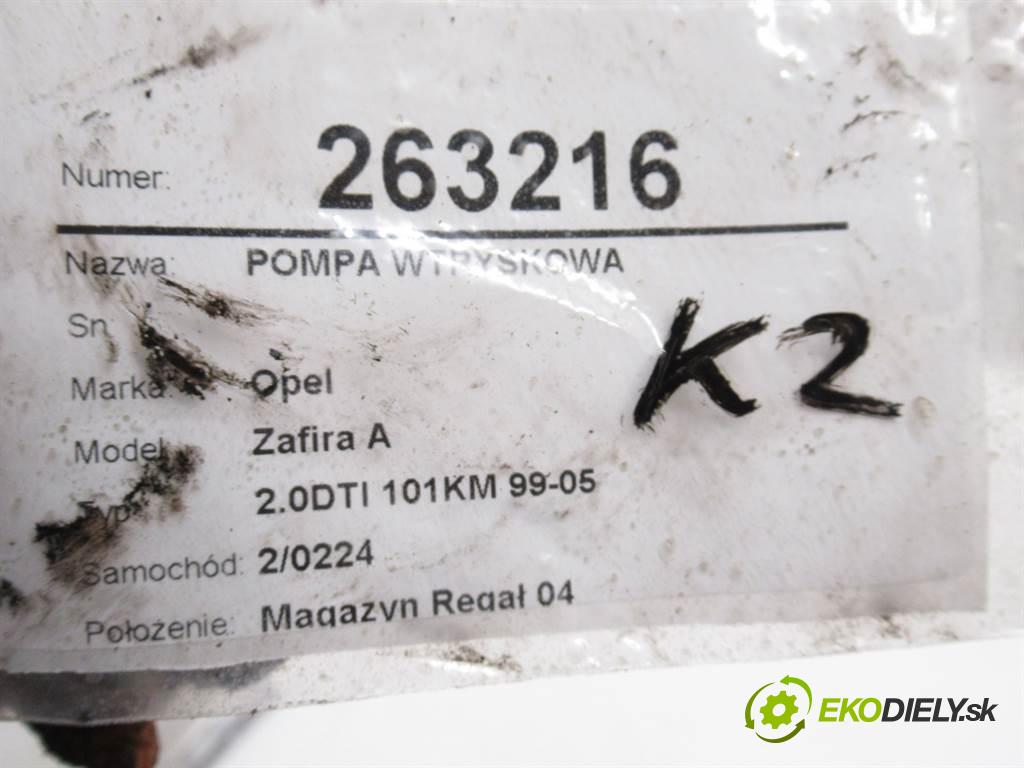 Numer: 263216
Nazwa: POMPA WTRYSKOWA
Sn
Marka: Opel
Model Zafira A
Typ 2.0DTI 101KM 99-05
Samochód: 2/0224
Położenie: Magazyn Regał 04
K2
EKODIELY.sk